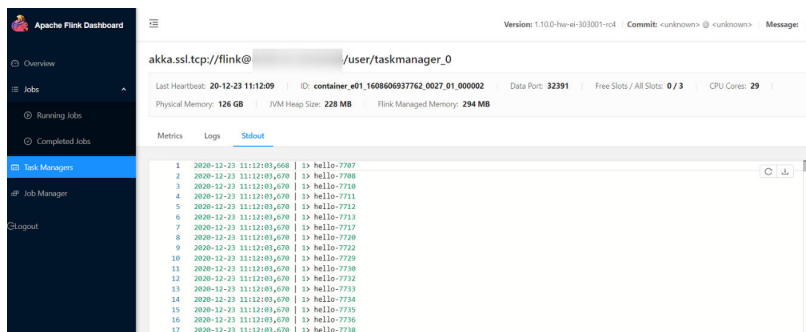 Apache Flink Dashboard
Version: 1.10.0-hw-ei-303001-rc4 Commit: <unknown> @ <unknown> Message:
Overview
Jobs
Running Jobs
Completed Jobs
Task Managers
Job Manager
Logout
akka.ssl.tcp://flink@ /user/taskmanager_0
Last Heartbeat: 20-12-23 11:12:09 ID: container_e01_1608606937762_0027_01_000002 Data Port: 32391 Free Slots / All Slots: 0 / 3 CPU Cores: 29
Physical Memory: 126 GB JVM Heap Size: 228 MB Flink Managed Memory: 294 MB
Metrics Logs Stdout
1 2020-12-23 11:12:03,668 | 1> hello-7707
2 2020-12-23 11:12:03,670 | 1> hello-7708
3 2020-12-23 11:12:03,670 | 1> hello-7710
4 2020-12-23 11:12:03,670 | 1> hello-7711
5 2020-12-23 11:12:03,670 | 1> hello-7712
6 2020-12-23 11:12:03,670 | 1> hello-7713
7 2020-12-23 11:12:03,670 | 1> hello-7717
8 2020-12-23 11:12:03,670 | 1> hello-7720
9 2020-12-23 11:12:03,670 | 1> hello-7722
10 2020-12-23 11:12:03,670 | 1> hello-7729
11 2020-12-23 11:12:03,670 | 1> hello-7730
12 2020-12-23 11:12:03,670 | 1> hello-7732
13 2020-12-23 11:12:03,670 | 1> hello-7733
14 2020-12-23 11:12:03,670 | 1> hello-7734
15 2020-12-23 11:12:03,670 | 1> hello-7735
16 2020-12-23 11:12:03,670 | 1> hello-7736
17 2020-12-23 11:12:03,670 | 1> hello-7738